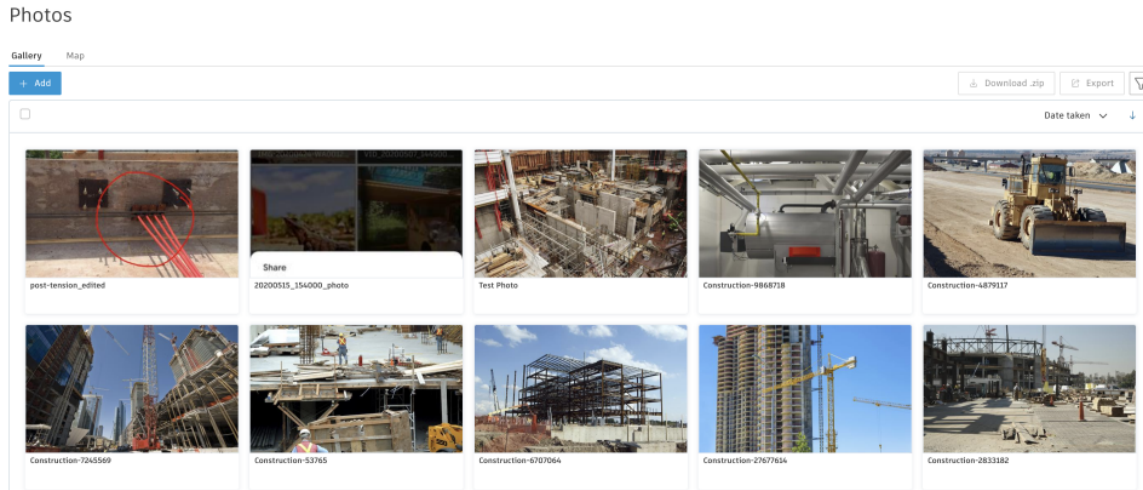 Photos
Gallery Map
+ Add Download .zip Export
Date taken
Share
post-tension_edited 20200515_154000_photo Test Photo Construction-9868718 Construction-4879117
Construction-7245569 Construction-53765 Construction-6707064 Construction-27677614 Construction-2833182